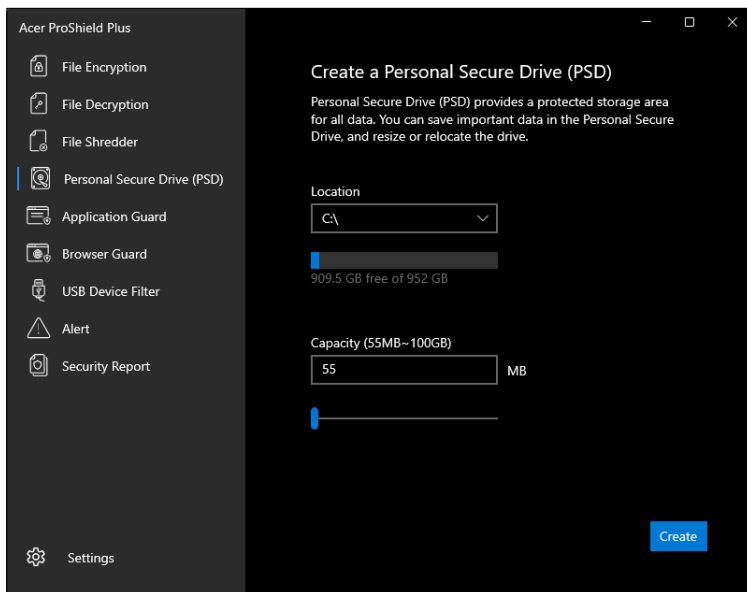 Acer ProShield Plus
File Encryption
File Decryption
File Shredder
Personal Secure Drive (PSD)
Application Guard
Browser Guard
USB Device Filter
Alert
Security Report
Settings
Create a Personal Secure Drive (PSD)
Personal Secure Drive (PSD) provides a protected storage area
for all data. You can save important data in the Personal Secure
Drive, and resize or relocate the drive.
Location
C:\
909.5 GB free of 952 GB
Capacity (55MB~100GB)
55 MB
Create